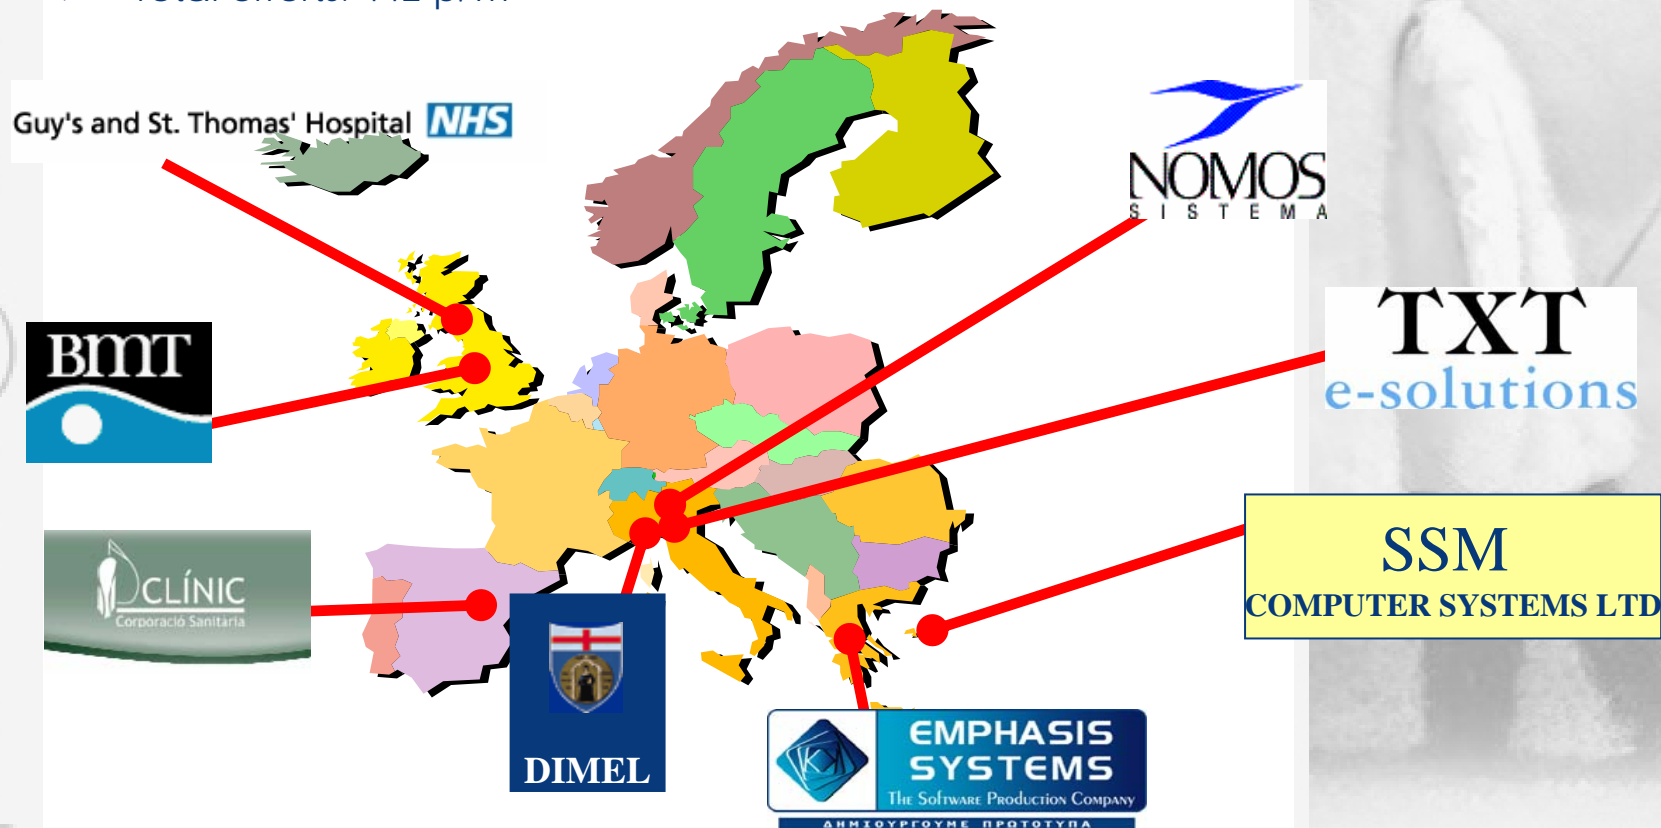 Guy's and St. Thomas' Hospital NHS
NOMOS
SISTEMA
BMT
TXT
e-solutions
SSM
COMPUTER SYSTEMS LTD
CLÍNIC
Corporació Sanitària
DIMEL
EMPHASIS
SYSTEMS
The Software Production Company
ΔΗΜΙΟΥΡΓΟΥΜΕ ΠΡΩΤΟΤΥΠΑ